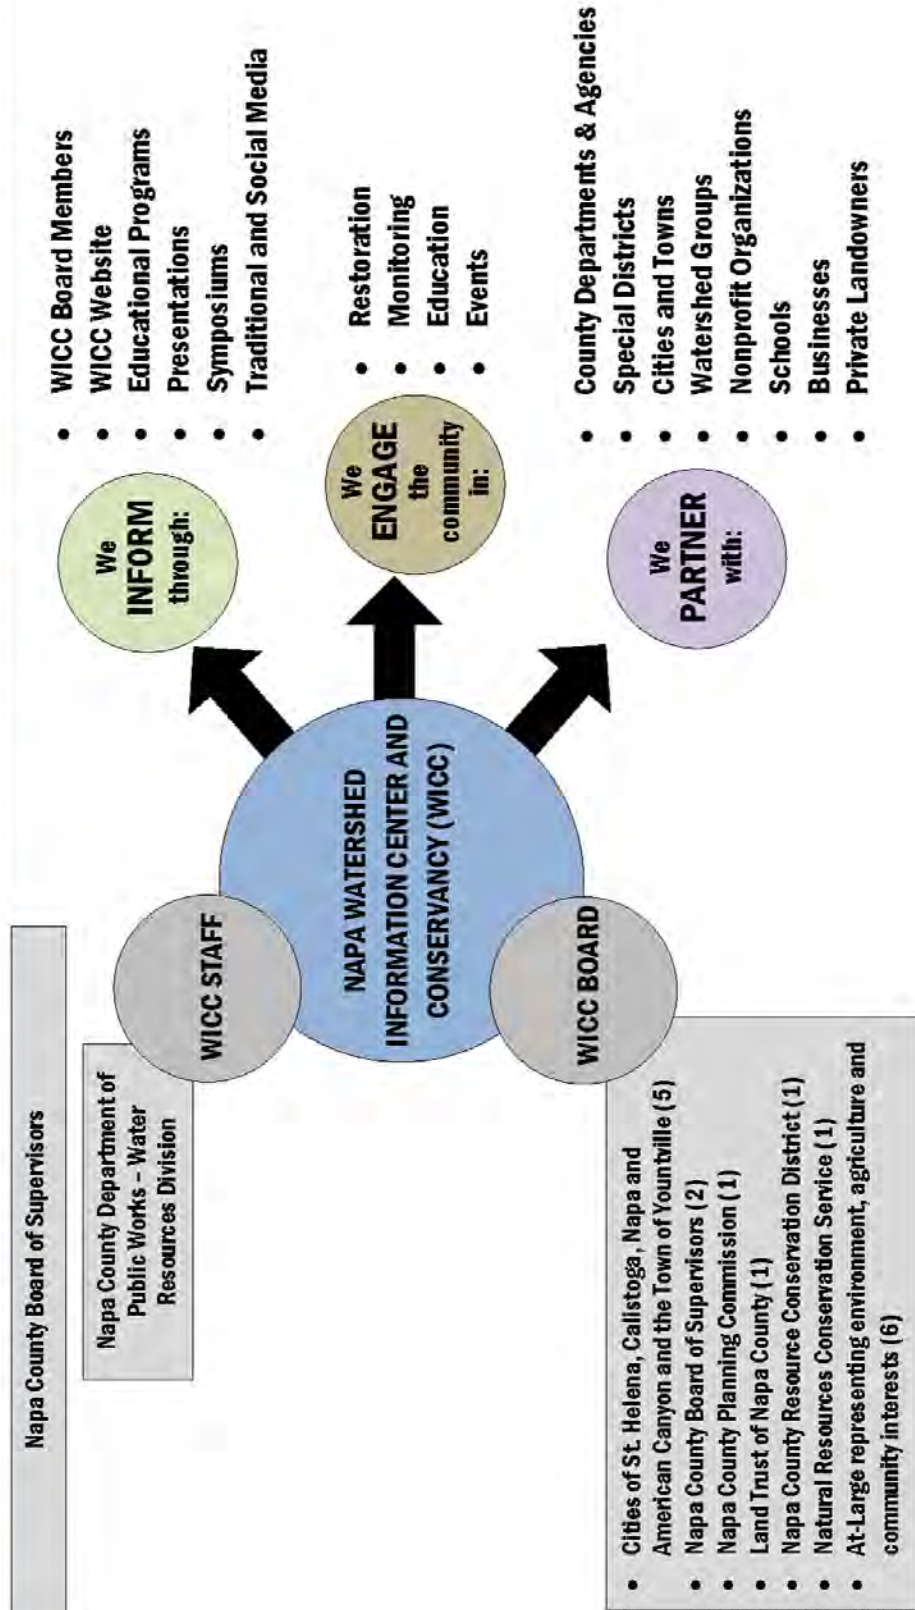 Napa County Board of Supervisors
Napa County Department of
Public Works – Water
Resources Division
WICC STAFF
NAPA WATERSHED
INFORMATION CENTER AND
CONSERVANCY (WICC)
WICC BOARD
• Cities of St. Helena, Calistoga, Napa and
American Canyon and the Town of Yountville (5)
• Napa County Board of Supervisors (2)
• Napa County Planning Commission (1)
• Land Trust of Napa County (1)
• Napa County Resource Conservation District (1)
• Natural Resources Conservation Service (1)
• At-Large representing environment, agriculture and
community interests (6)
We
INFORM
through:
• WICC Board Members
• WICC Website
• Educational Programs
• Presentations
• Symposiums
• Traditional and Social Media
We
ENGAGE
the
community
in:
• Restoration
• Monitoring
• Education
• Events
We
PARTNER
with:
• County Departments & Agencies
• Special Districts
• Cities and Towns
• Watershed Groups
• Nonprofit Organizations
• Schools
• Businesses
• Private Landowners